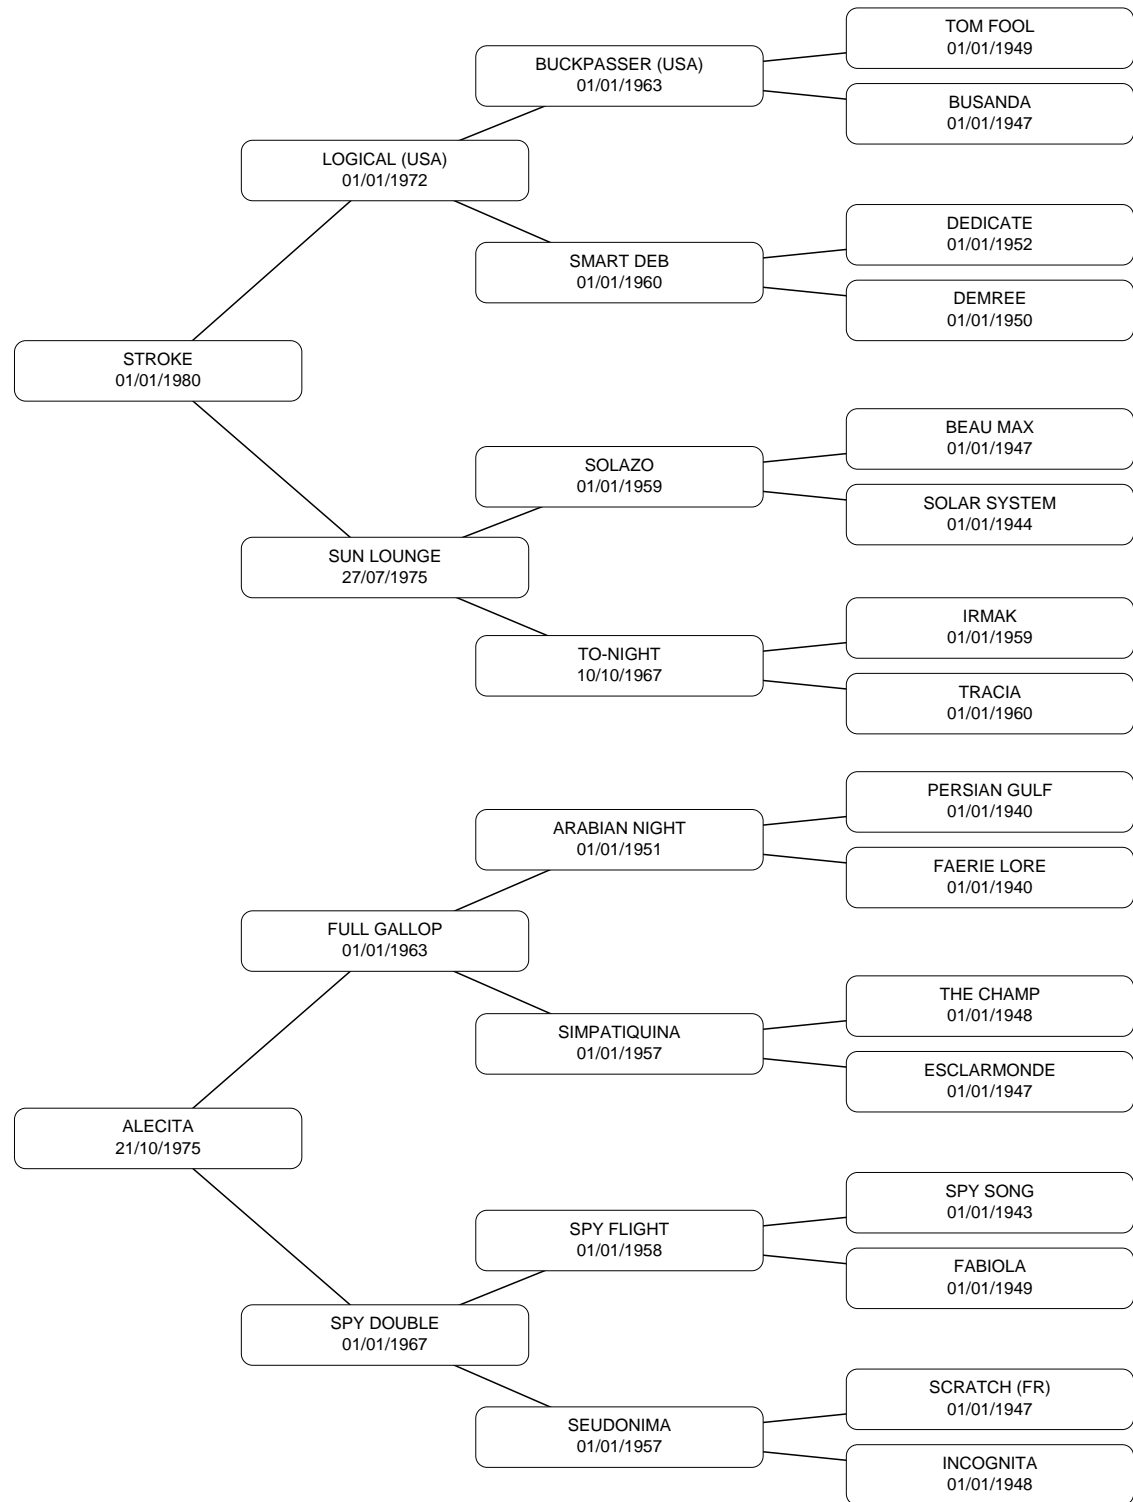 TOM FOOL
01/01/1949
BUCKPASSER (USA)
01/01/1963
BUSANDA
01/01/1947
LOGICAL (USA)
01/01/1972
DEDICATE
01/01/1952
SMART DEB
01/01/1960
DEMREE
01/01/1950
STROKE
01/01/1980
BEAU MAX
01/01/1947
SOLAZO
01/01/1959
SOLAR SYSTEM
01/01/1944
SUN LOUNGE
27/07/1975
IRMAK
01/01/1959
TO-NIGHT
10/10/1967
TRACIA
01/01/1960
PERSIAN GULF
01/01/1940
ARABIAN NIGHT
01/01/1951
FAERIE LORE
01/01/1940
FULL GALLOP
01/01/1963
THE CHAMP
01/01/1948
SIMPATIQUINA
01/01/1957
ESCLARMONDE
01/01/1947
ALECITA
21/10/1975
SPY SONG
01/01/1943
SPY FLIGHT
01/01/1958
FABIOLA
01/01/1949
SPY DOUBLE
01/01/1967
SCRATCH (FR)
01/01/1947
SEUDONIMA
01/01/1957
INCOGNITA
01/01/1948